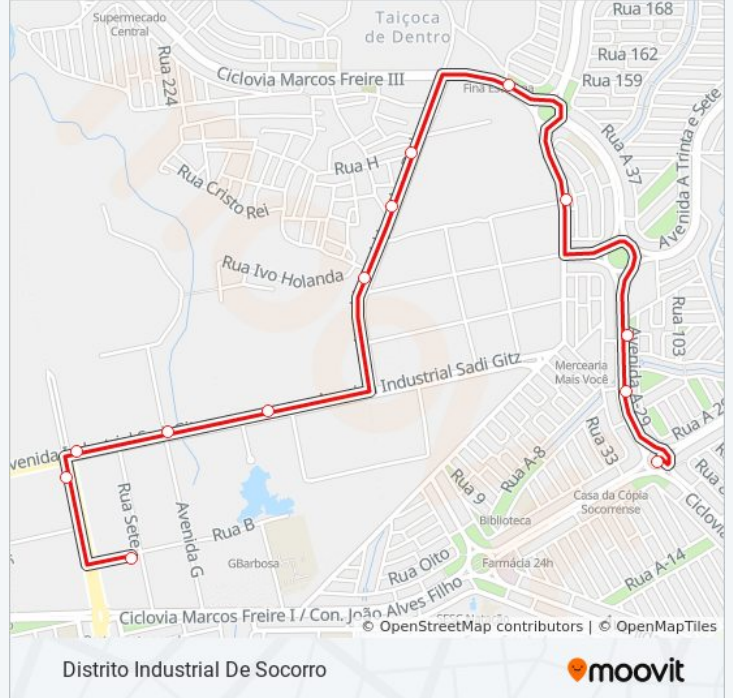 Supermercado
Central
Taiçoca
de Dentro
Rua 168
Rua 162
Rua 159
Rua 224
Ciclovia Marcos Freire III
Rua A 37
Avenida A Trinta e Sete
Rua H
Rua Cristo Rei
Rua Ivo Holanda
Rua 103
Industrial Sadi Gitz
Mercearia
Mais Você
Avenida A-29
Rua A-29
Rua 33
Rua A-8
Rua 9
Rua Sete
Avenida G
Rua B
Casa da Cópia
Socorrense
Biblioteca
Ciclovia
GBarbosa
Rua Oito
Farmácia 24h
Rua A-14
Ciclovia Marcos Freire I / Con. João Alves Filho
© OpenStreetMap contributors | © OpenMapTiles
Distrito Industrial De Socorro
moovit